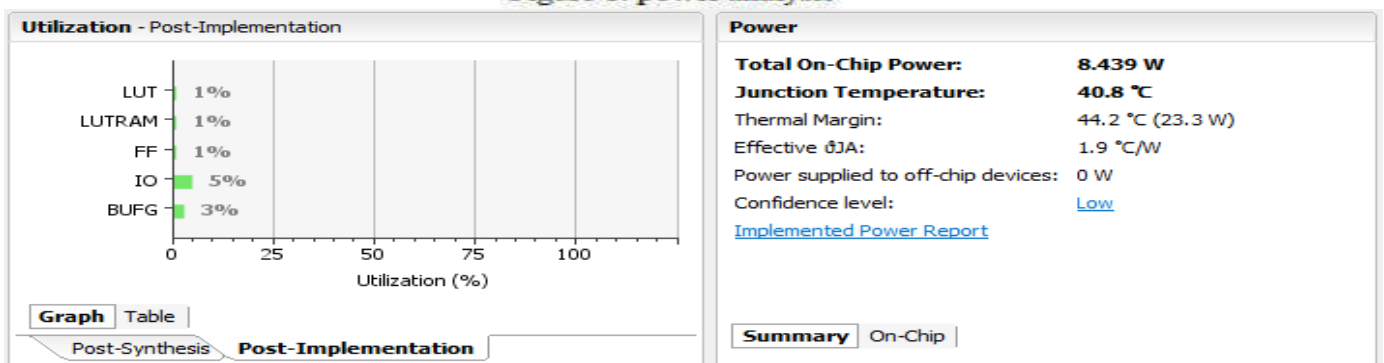 Utilization - Post-Implementation
LUT 1%
LUTRAM 1%
FF 1%
IO 5%
BUFG 3%
0 25 50 75 100
Utilization (%)
Graph Table
Post-Synthesis Post-Implementation
Power
Total On-Chip Power: 8.439 W
Junction Temperature: 40.8 °C
Thermal Margin: 44.2 °C (23.3 W)
Effective ϑJA: 1.9 °C/W
Power supplied to off-chip devices: 0 W
Confidence level: Low
Implemented Power Report
Summary On-Chip